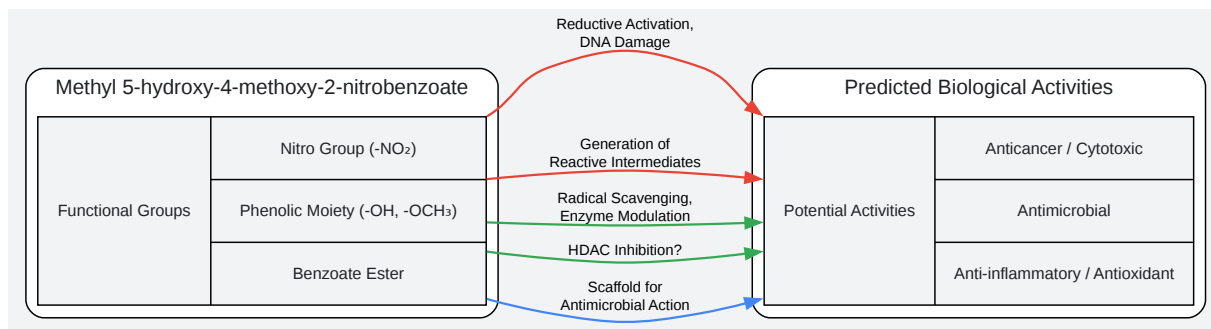 Reductive Activation,
DNA Damage
Methyl 5-hydroxy-4-methoxy-2-nitrobenzoate
Functional Groups
Nitro Group (-NO₂)
Phenolic Moiety (-OH, -OCH₃)
Benzoate Ester
Generation of
Reactive Intermediates
Radical Scavenging,
Enzyme Modulation
HDAC Inhibition?
Scaffold for
Antimicrobial Action
Predicted Biological Activities
Potential Activities
Anticancer / Cytotoxic
Antimicrobial
Anti-inflammatory / Antioxidant